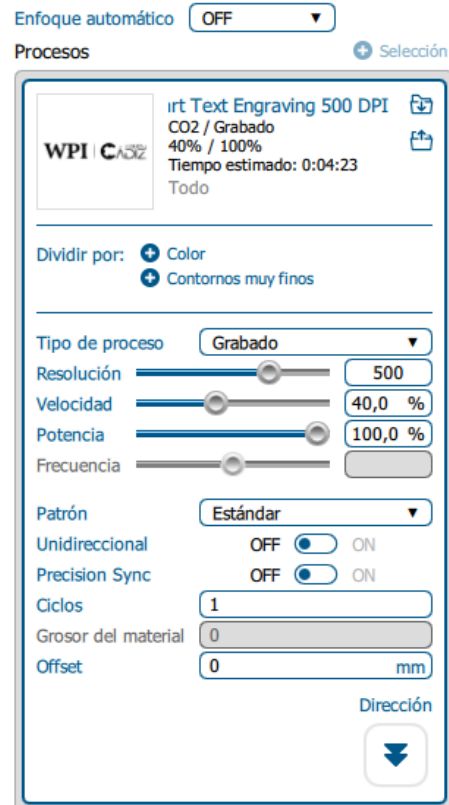 Enfoque automático OFF ▼
Procesos Selección
ırt Text Engraving 500 DPI
WPI | CADIZ
CO2 / Grabado
40% / 100%
Tiempo estimado: 0:04:23
Todo
Dividir por: Color
Contornos muy finos
Tipo de proceso Grabado ▼
Resolución 500
Velocidad 40,0 %
Potencia 100,0 %
Frecuencia
Patrón Estándar ▼
Unidireccional OFF ON
Precision Sync OFF ON
Ciclos 1
Grosor del material 0
Offset 0 mm
Dirección